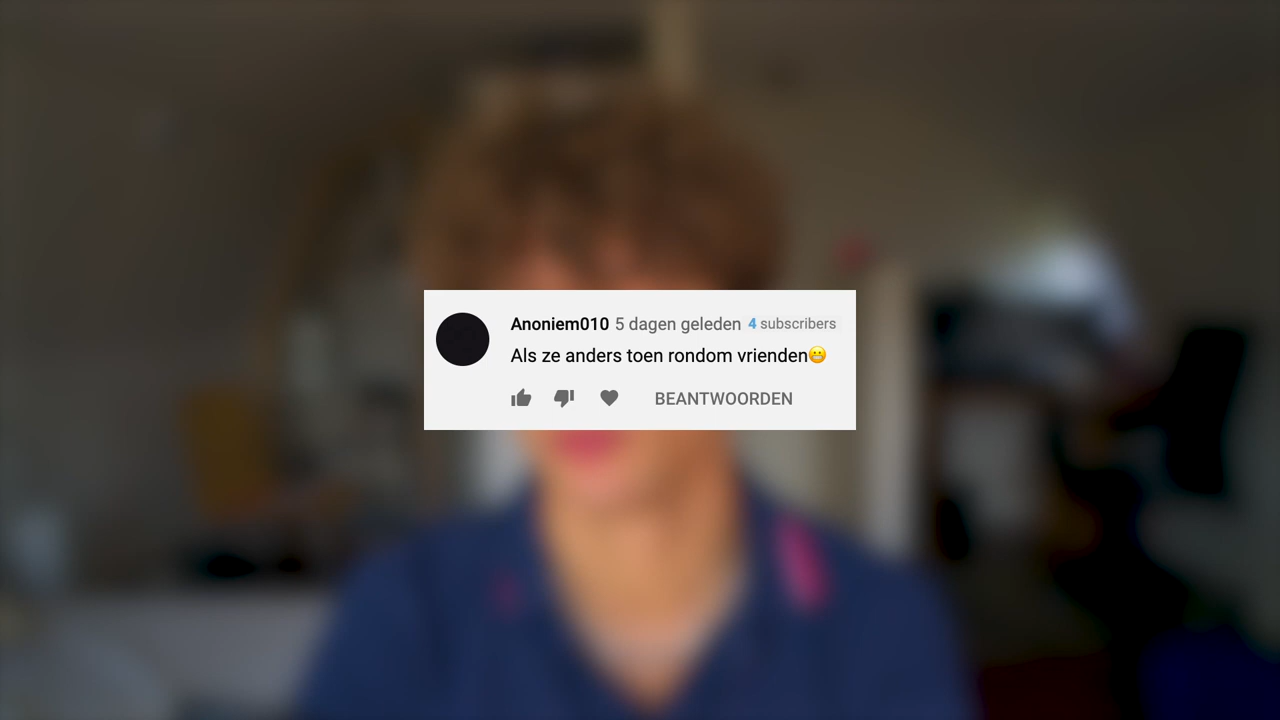 Anoniem010 5 dagen geleden 4 subscribers
Als ze anders toen rondom vrienden😬
BEANTWOORDEN